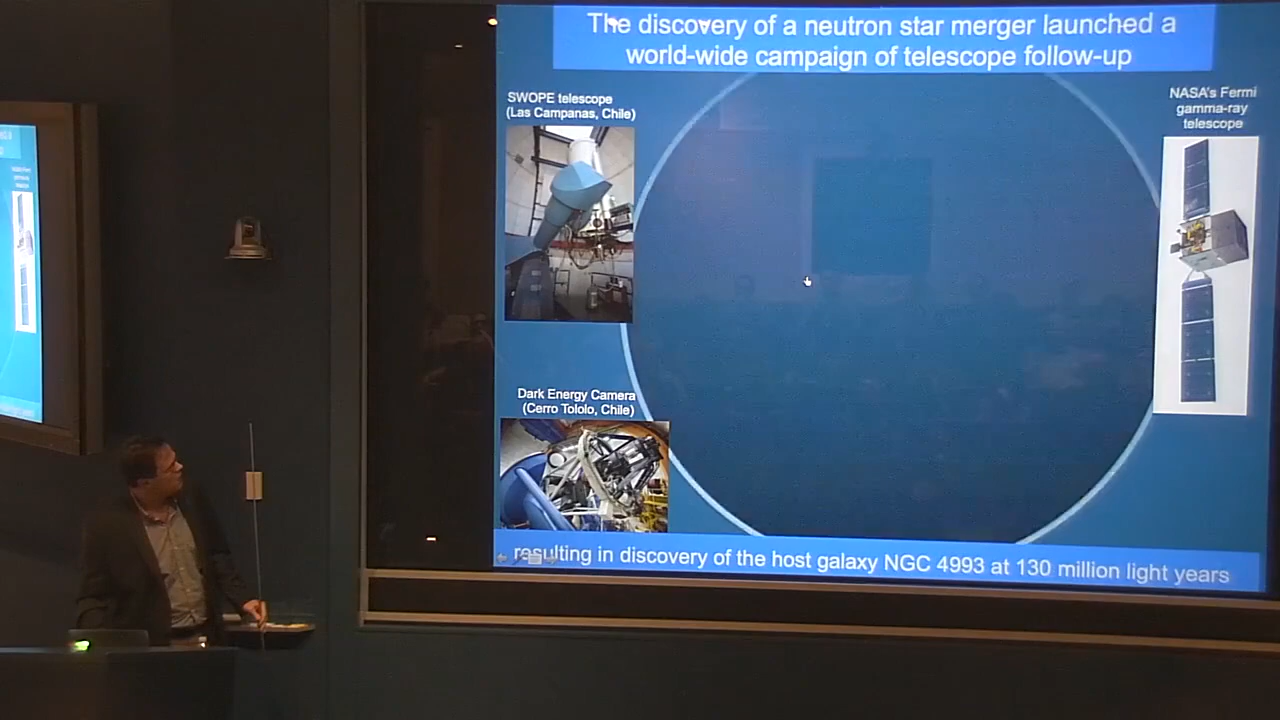 The discovery of a neutron star merger launched a
world-wide campaign of telescope follow-up
SWOPE telescope
(Las Campanas, Chile)
NASA's Fermi
gamma-ray
telescope
Dark Energy Camera
(Cerro Tololo, Chile)
resulting in discovery of the host galaxy NGC 4993 at 130 million light years